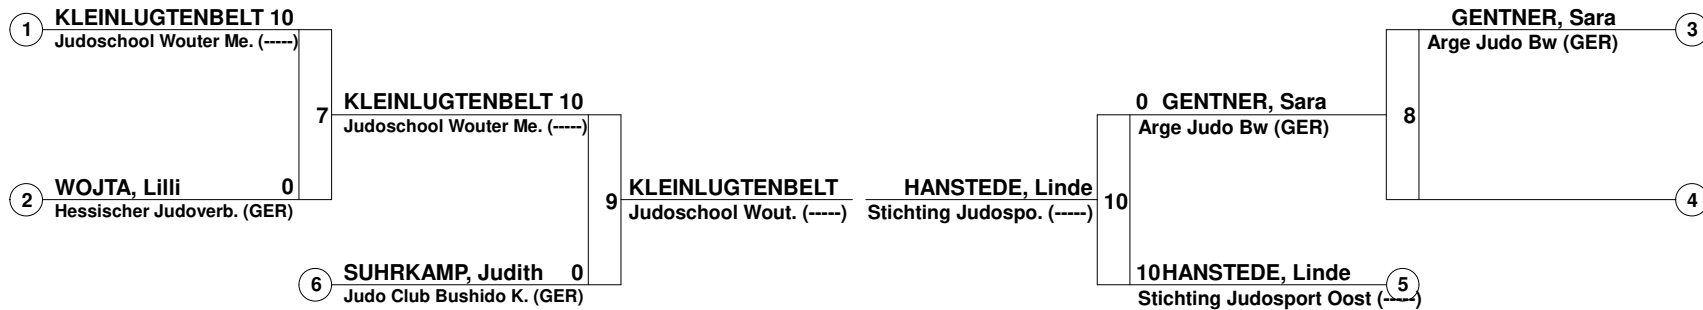 1
KLEINLUGTENBELT 10
Judoschool Wouter Me. (-----)
7
2
WOJTA, Lilli 0
Hessischer Judoverb. (GER)
KLEINLUGTENBELT 10
Judoschool Wouter Me. (-----)
9
6
SUHRKAMP, Judith 0
Judo Club Bushido K. (GER)
KLEINLUGTENBELT
Judoschool Wout. (-----)
HANSTEDE, Linde
Stichting Judospo. (-----)
10
0 GENTNER, Sara
Arge Judo Bw (GER)
10 HANSTEDE, Linde
Stichting Judosport Oost (-----)
5
8
GENTNER, Sara
Arge Judo Bw (GER)
3
4